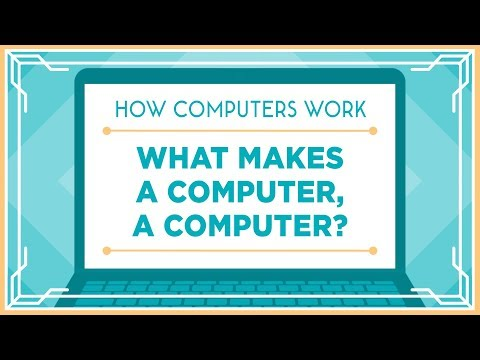 HOW COMPUTERS WORK
WHAT MAKES
A COMPUTER,
A COMPUTER?